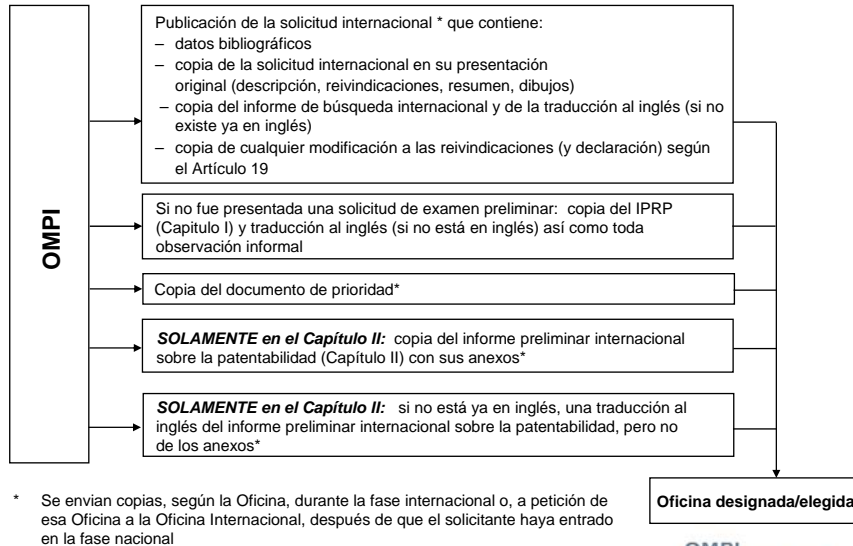 Publicación de la solicitud internacional * que contiene:
– datos bibliográficos
– copia de la solicitud internacional en su presentación
original (descripción, reivindicaciones, resumen, dibujos)
– copia del informe de búsqueda internacional y de la traducción al inglés (si no
existe ya en inglés)
– copia de cualquier modificación a las reivindicaciones (y declaración) según
el Artículo 19
OMPI
Si no fue presentada una solicitud de examen preliminar: copia del IPRP
(Capitulo I) y traducción al inglés (si no está en inglés) así como toda
observación informal
Copia del documento de prioridad*
SOLAMENTE en el Capítulo II: copia del informe preliminar internacional
sobre la patentabilidad (Capítulo II) con sus anexos*
SOLAMENTE en el Capítulo II: si no está ya en inglés, una traducción al
inglés del informe preliminar internacional sobre la patentabilidad, pero no
de los anexos*
Oficina designada/elegida
* Se envian copias, según la Oficina, durante la fase internacional o, a petición de
esa Oficina a la Oficina Internacional, después de que el solicitante haya entrado
en la fase nacional
OMPI